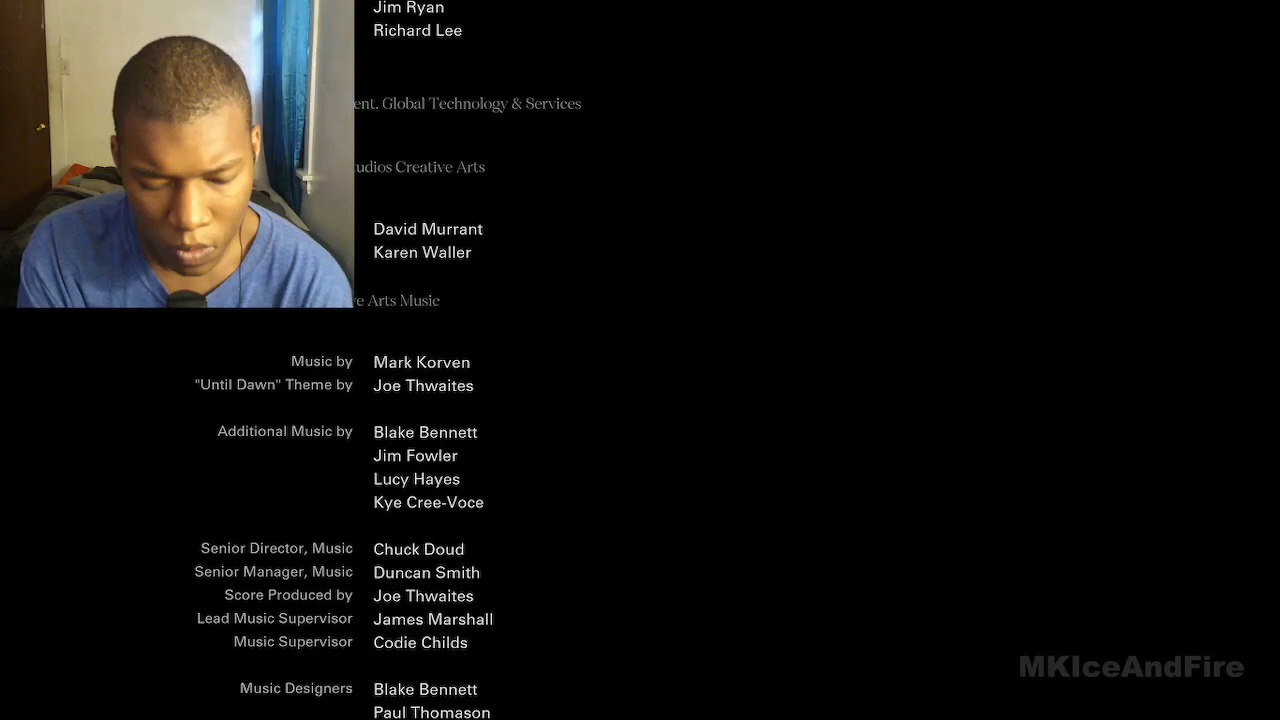 Jim Ryan
Richard Lee
ent, Global Technology & Services
tudios Creative Arts
David Murrant
Karen Waller
ve Arts Music
Music by Mark Korven
"Until Dawn" Theme by Joe Thwaites
Additional Music by Blake Bennett
Jim Fowler
Lucy Hayes
Kye Cree-Voce
Senior Director, Music Chuck Doud
Senior Manager, Music Duncan Smith
Score Produced by Joe Thwaites
Lead Music Supervisor James Marshall
Music Supervisor Codie Childs
MKIceAndFire
Music Designers Blake Bennett
Paul Thomason